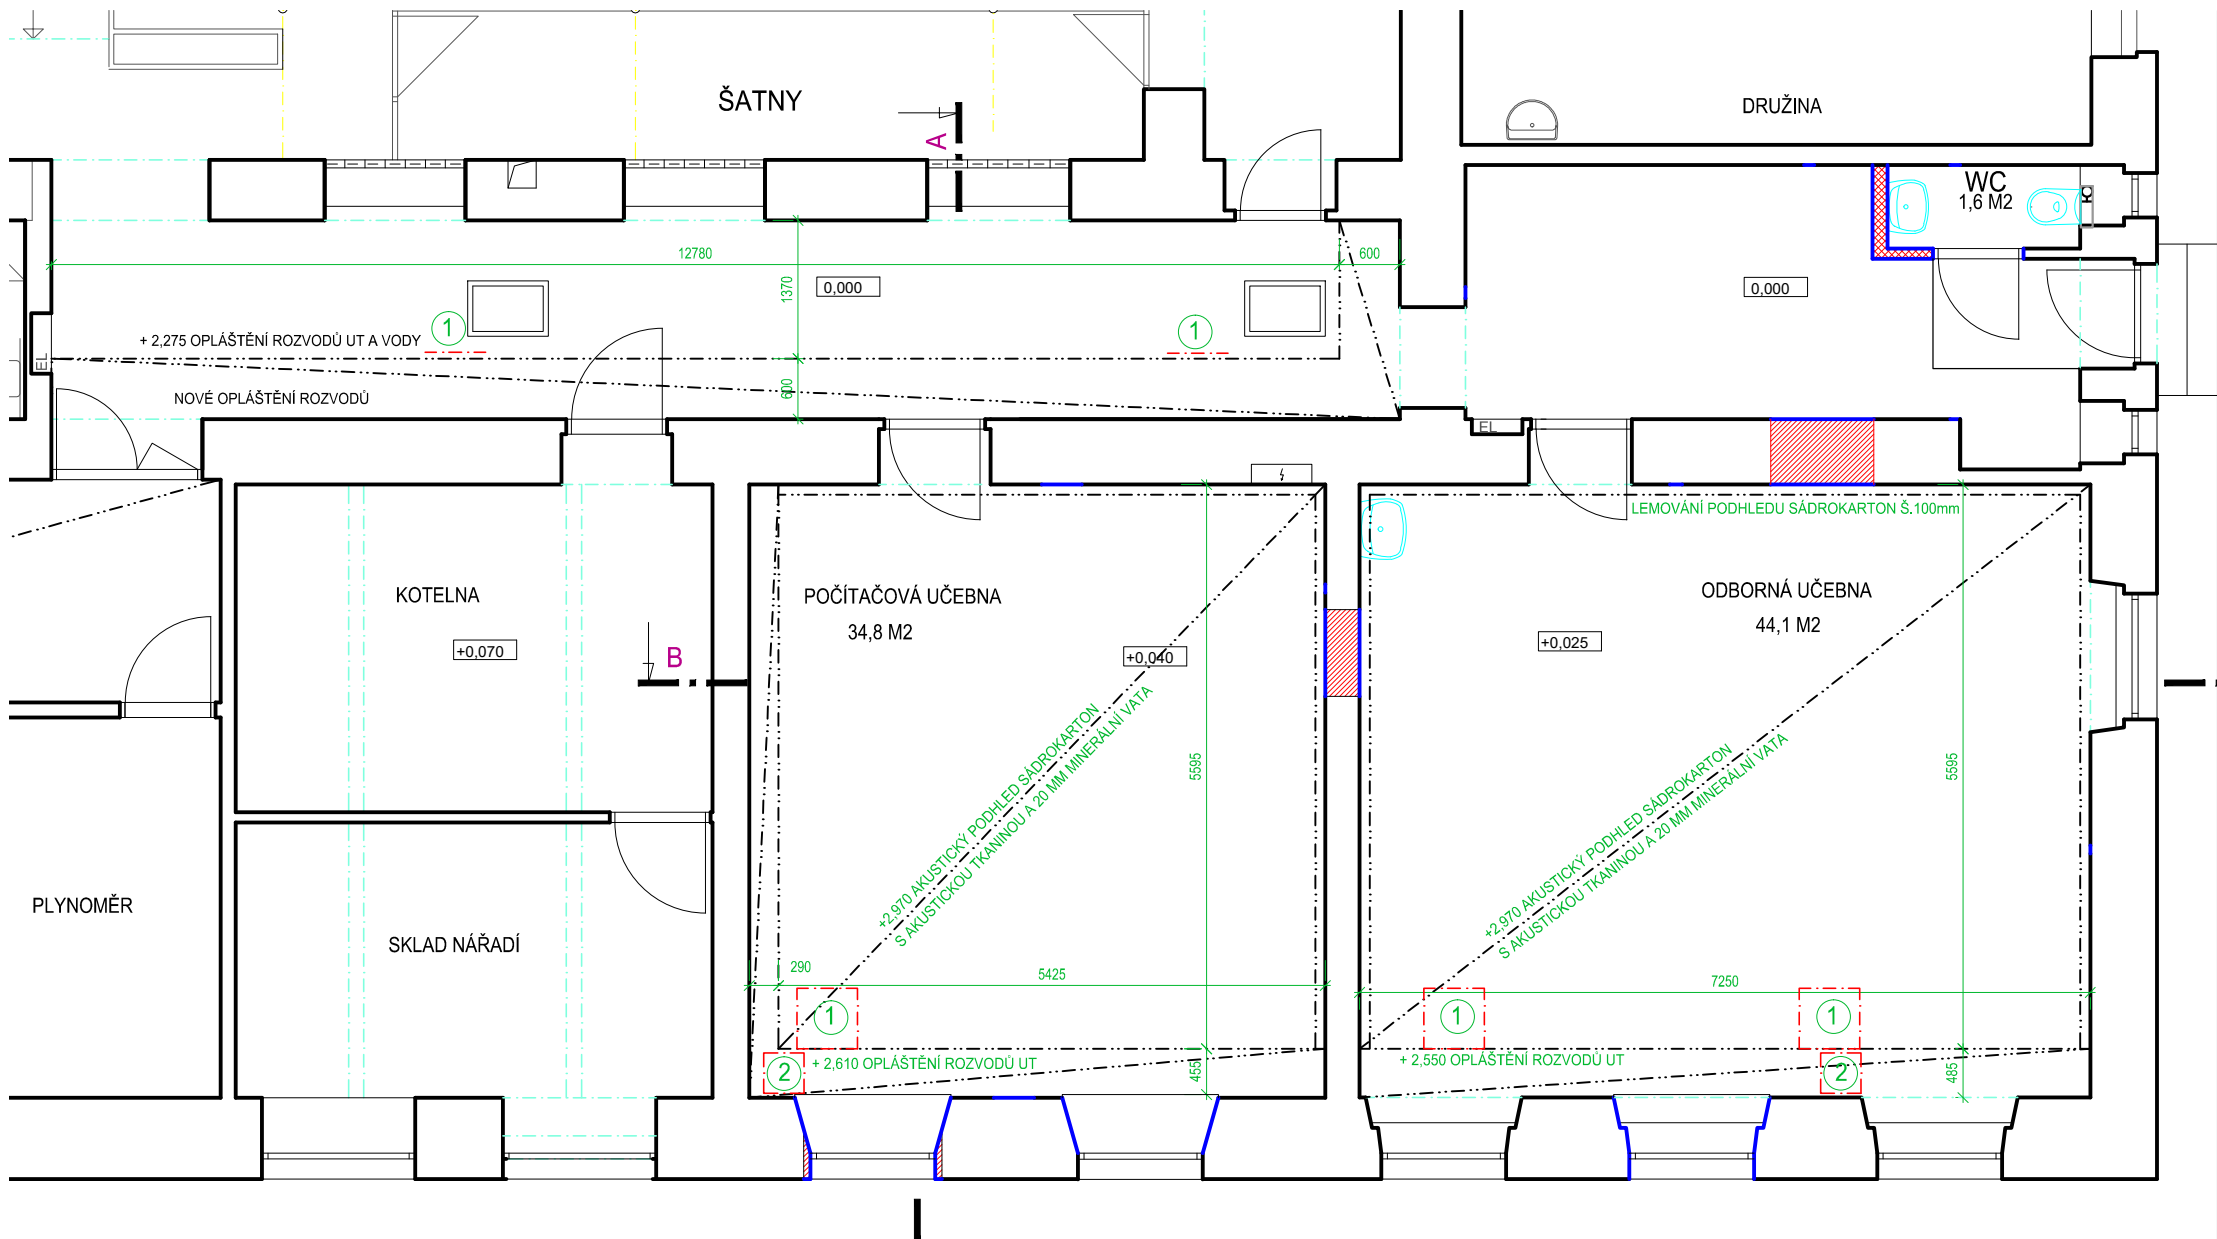 ŠATNY
DRUŽINA
A
WC
1,6 M2
12780
600
1370
0,000
0,000
1
1
+ 2,275 OPLÁŠTĚNÍ ROZVODŮ UT A VODY
EL
600
NOVÉ OPLÁŠTĚNÍ ROZVODŮ
EL
LEMOVÁNÍ PODHLEDU SÁDROKARTON Š.100mm
KOTELNA
+0,070
B
POČÍTAČOVÁ UČEBNA
34,8 M2
+0,040
ODBORNÁ UČEBNA
44,1 M2
+0,025
+2,970 AKUSTICKÝ PODHLED SÁDROKARTON
S AKUSTICKOU TKANINOU A 20 MM MINERÁLNÍ VATA
5595
+2,970 AKUSTICKÝ PODHLED SÁDROKARTON
S AKUSTICKOU TKANINOU A 20 MM MINERÁLNÍ VATA
5595
PLYNOMĚR
SKLAD NÁŘADÍ
290
5425
7250
1
1
1
+ 2,610 OPLÁŠTĚNÍ ROZVODŮ UT
2
455
+ 2,550 OPLÁŠTĚNÍ ROZVODŮ UT
2
485